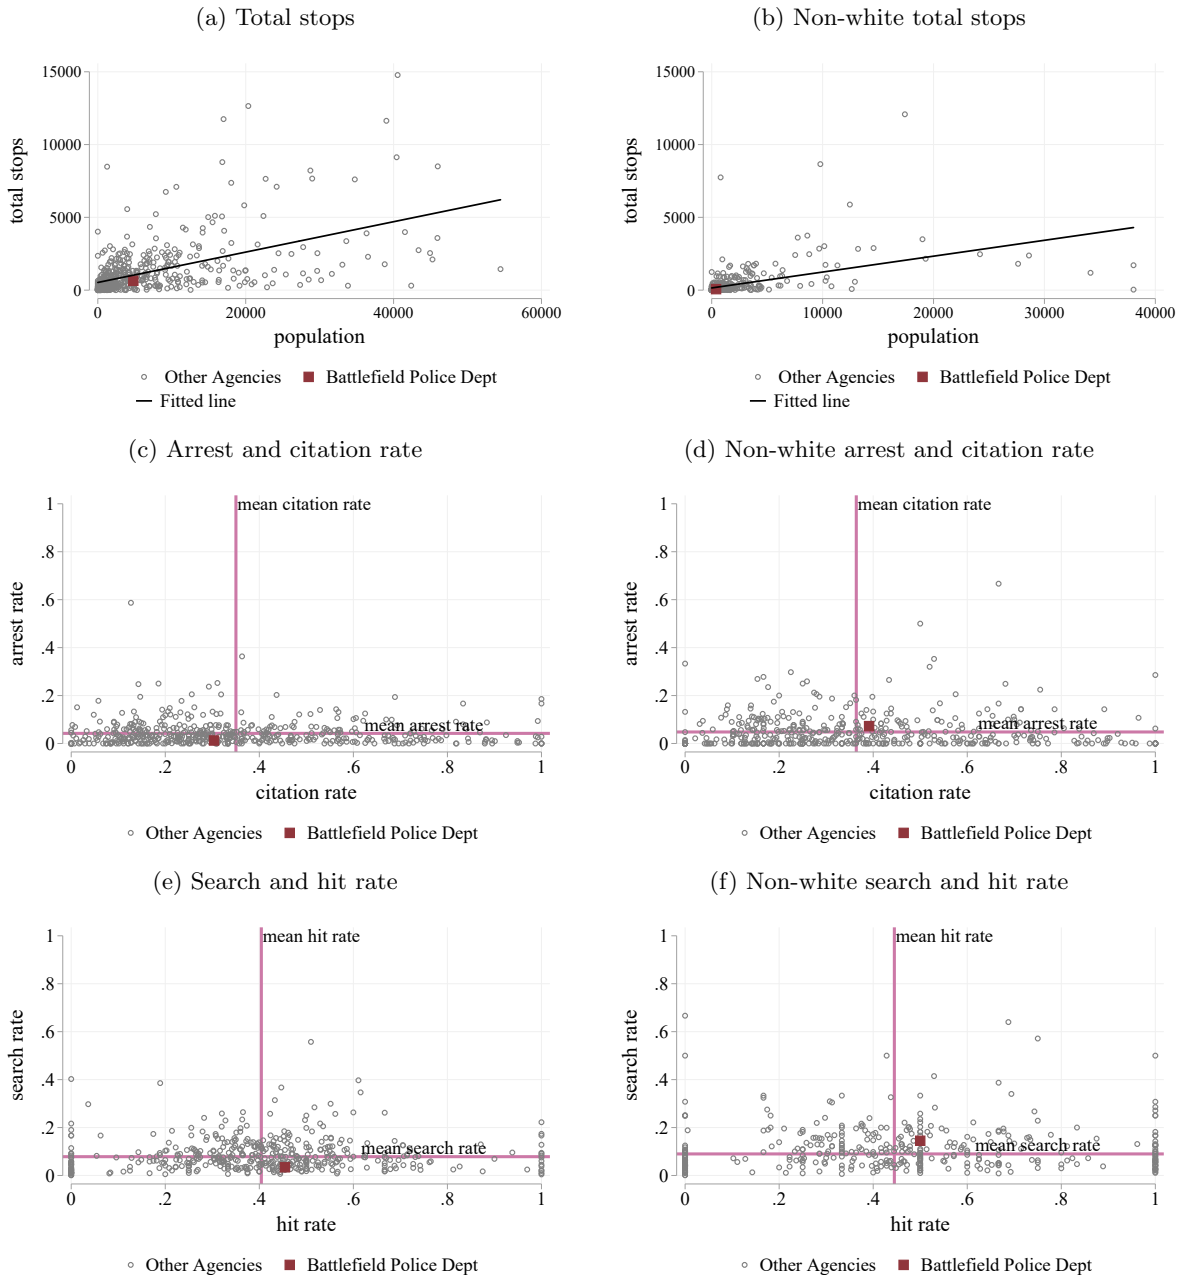 (a) Total stops
(b) Non-white total stops
total stops
15000
10000
5000
0
0 20000 40000 60000
population
Other Agencies Battlefield Police Dept
Fitted line
total stops
15000
10000
5000
0
0 10000 20000 30000 40000
population
Other Agencies Battlefield Police Dept
Fitted line
(c) Arrest and citation rate
(d) Non-white arrest and citation rate
arrest rate
1
.8
.6
.4
.2
0
mean citation rate
mean arrest rate
0 .2 .4 .6 .8 1
citation rate
Other Agencies Battlefield Police Dept
arrest rate
1
.8
.6
.4
.2
0
mean citation rate
mean arrest rate
0 .2 .4 .6 .8 1
citation rate
Other Agencies Battlefield Police Dept
(e) Search and hit rate
(f) Non-white search and hit rate
search rate
1
.8
.6
.4
.2
0
mean hit rate
mean search rate
0 .2 .4 .6 .8 1
hit rate
Other Agencies Battlefield Police Dept
search rate
1
.8
.6
.4
.2
0
mean hit rate
mean search rate
0 .2 .4 .6 .8 1
hit rate
Other Agencies Battlefield Police Dept